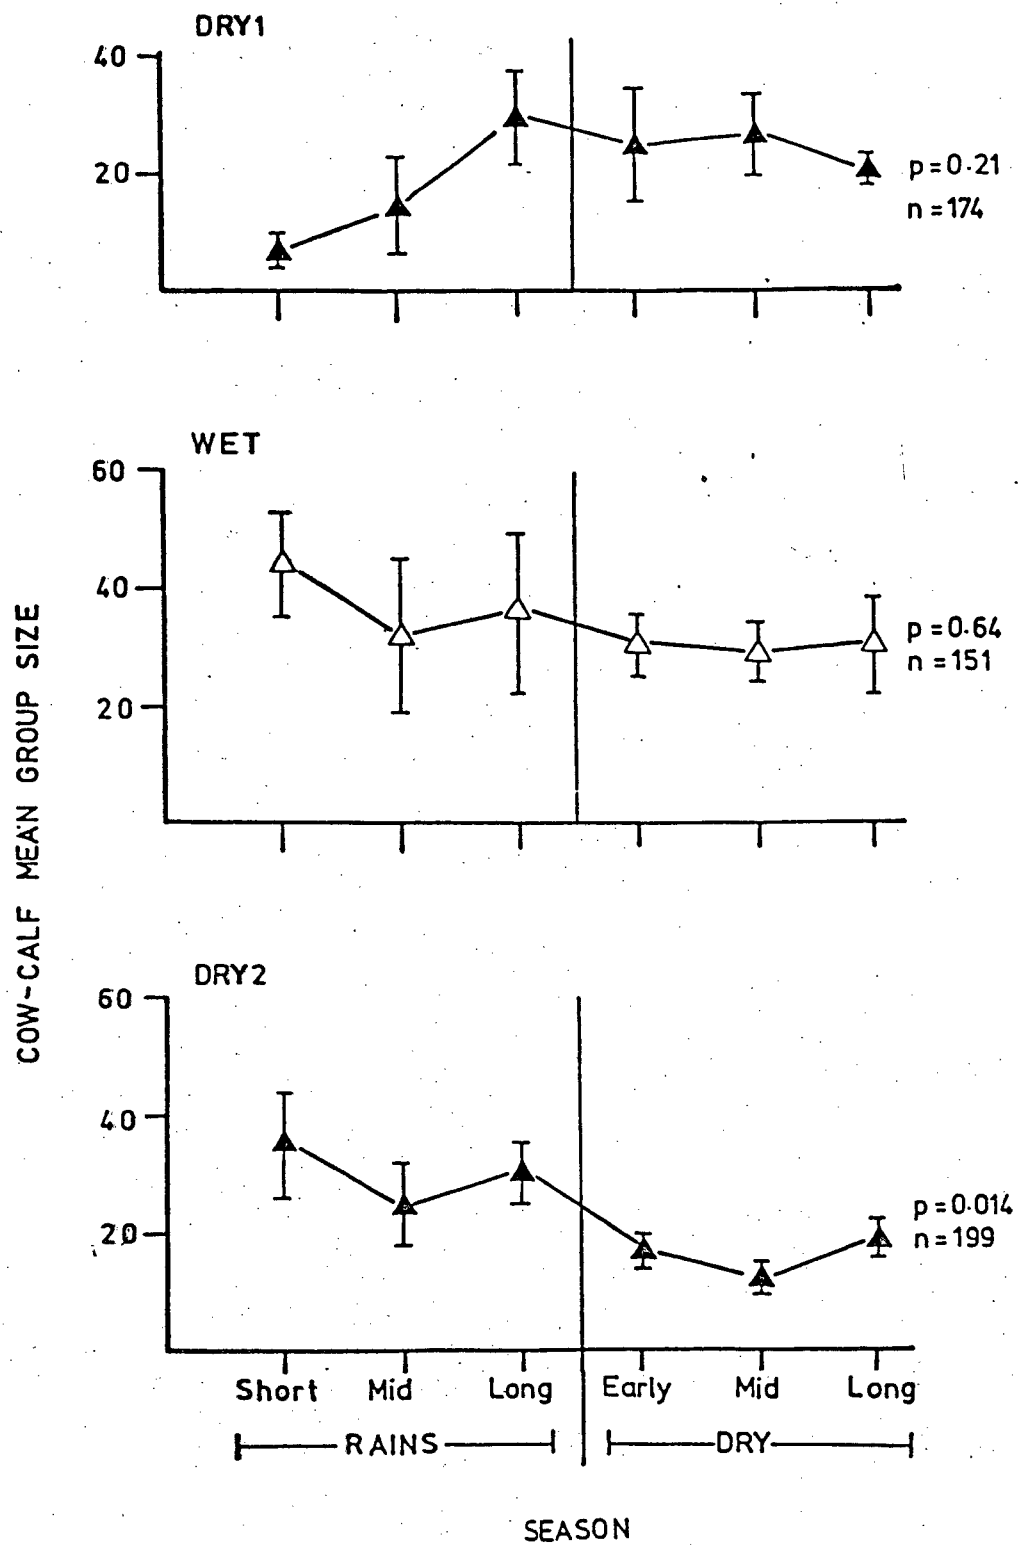 DRY1
40
20
p=0.21
n=174
WET
60
40
20
p=0.64
n=151
DRY2
60
40
20
p=0.014
n=199
Short Mid Long Early Mid Long
RAINS DRY
SEASON
COW-CALF MEAN GROUP SIZE